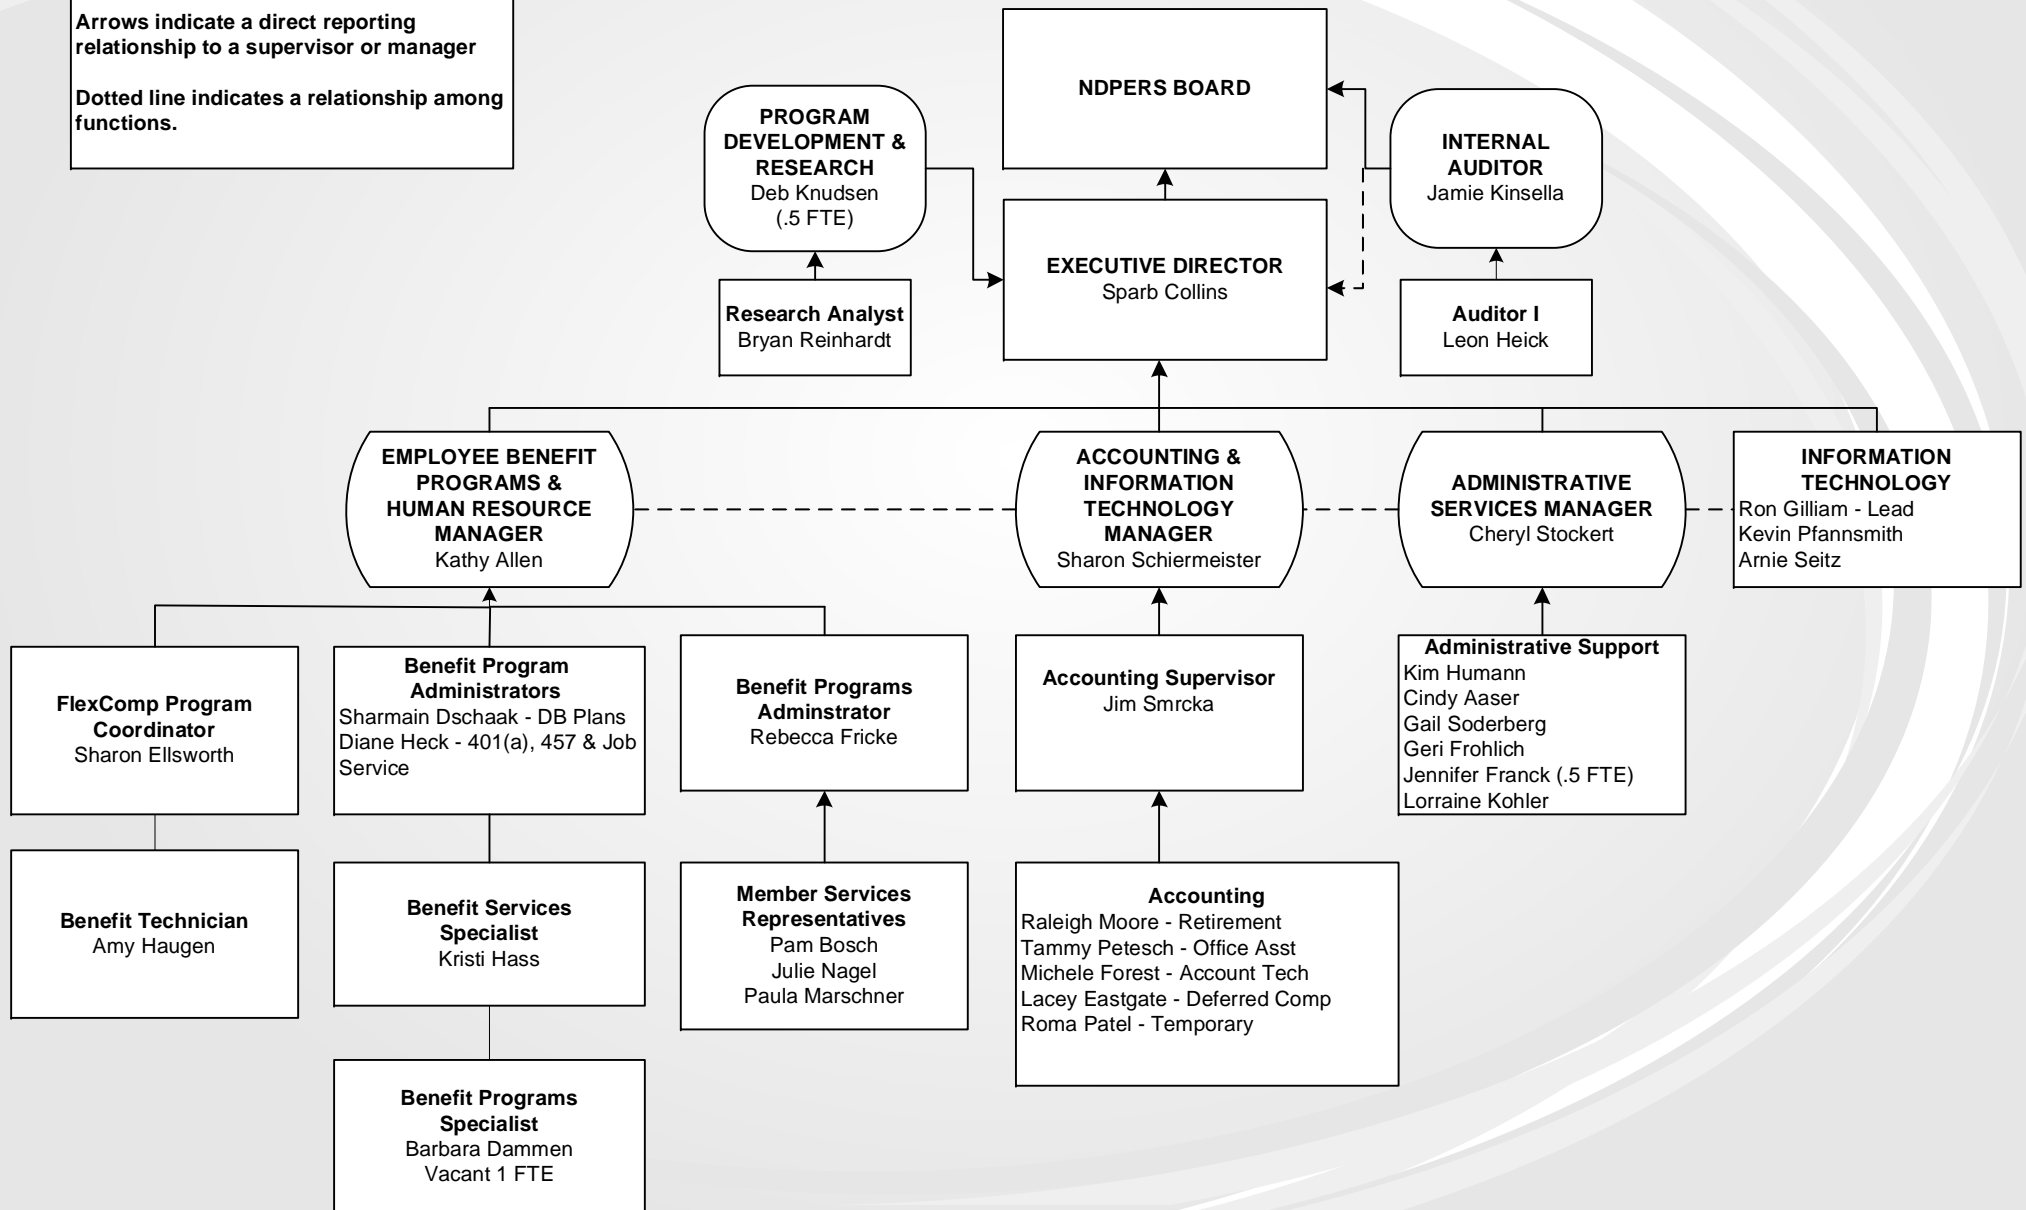 Arrows indicate a direct reporting
relationship to a supervisor or manager
Dotted line indicates a relationship among
functions.
NDPERS BOARD
PROGRAM
DEVELOPMENT &
RESEARCH
Deb Knudsen
(.5 FTE)
INTERNAL
AUDITOR
Jamie Kinsella
EXECUTIVE DIRECTOR
Sparb Collins
Research Analyst
Bryan Reinhardt
Auditor I
Leon Heick
EMPLOYEE BENEFIT
PROGRAMS &
HUMAN RESOURCE
MANAGER
Kathy Allen
ACCOUNTING &
INFORMATION
TECHNOLOGY
MANAGER
Sharon Schiermeister
ADMINISTRATIVE
SERVICES MANAGER
Cheryl Stockert
INFORMATION
TECHNOLOGY
Ron Gilliam - Lead
Kevin Pfannsmith
Arnie Seitz
FlexComp Program
Coordinator
Sharon Ellsworth
Benefit Program
Administrators
Sharmain Dschaak - DB Plans
Diane Heck - 401(a), 457 & Job
Service
Benefit Programs
Adminstrator
Rebecca Fricke
Accounting Supervisor
Jim Smrcka
Administrative Support
Kim Humann
Cindy Aaser
Gail Soderberg
Geri Frohlich
Jennifer Franck (.5 FTE)
Lorraine Kohler
Benefit Technician
Amy Haugen
Benefit Services
Specialist
Kristi Hass
Member Services
Representatives
Pam Bosch
Julie Nagel
Paula Marschner
Accounting
Raleigh Moore - Retirement
Tammy Petesch - Office Asst
Michele Forest - Account Tech
Lacey Eastgate - Deferred Comp
Roma Patel - Temporary
Benefit Programs
Specialist
Barbara Dammen
Vacant 1 FTE